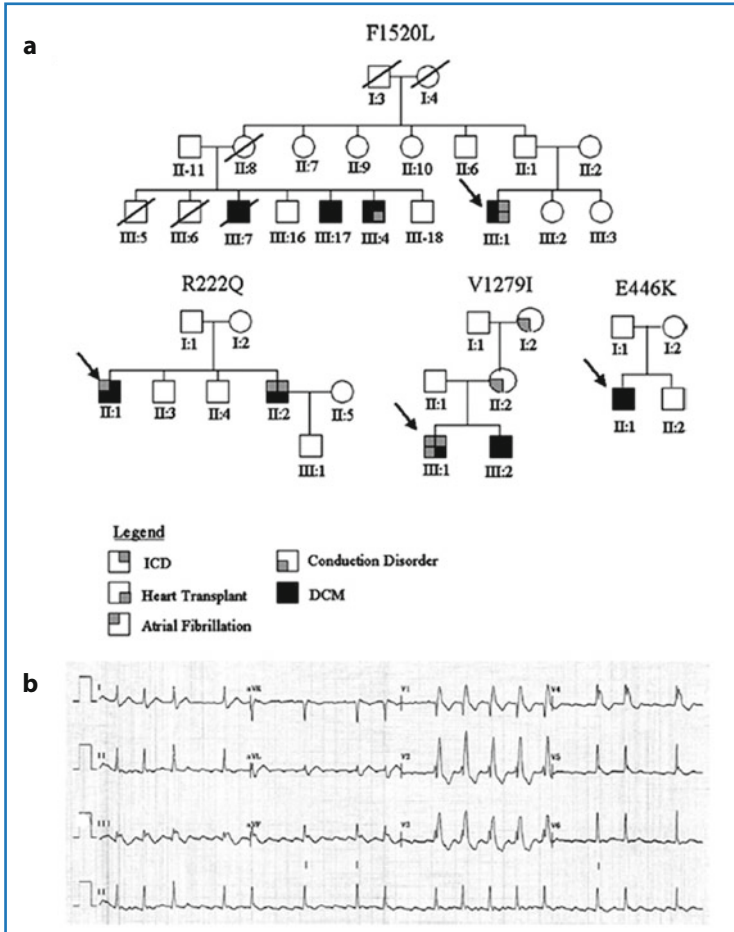 a
F1520L
I:3 I:4
II-11 II:8 II:7 II:9 II:10 II:6 II:1 II:2
III:5 III:6 III:7 III:16 III:17 III:4 III-18 III:1 III:2 III:3
R222Q V1279I E446K
I:1 I:2 I:1 I:2 I:1 I:2
II:1 II:3 II:4 II:2 II:5 II:1 II:2 II:1 II:2
III:1 III:1 III:2
Legend
ICD Conduction Disorder
Heart Transplant DCM
Atrial Fibrillation
b
I aVR V1 V4
II aVL V2 V5
III aVF V3 V6
II